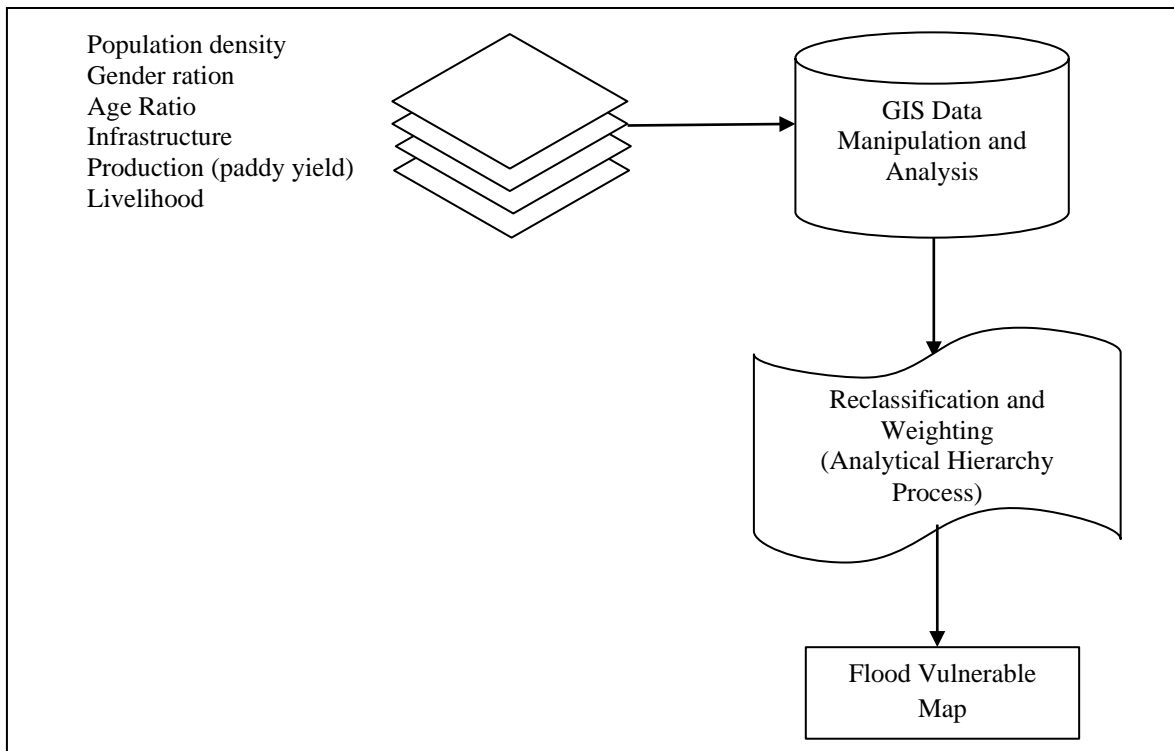 Population density
Gender ration
Age Ratio
Infrastructure
Production (paddy yield)
Livelihood
GIS Data
Manipulation and
Analysis
Reclassification and
Weighting
(Analytical Hierarchy
Process)
Flood Vulnerable
Map